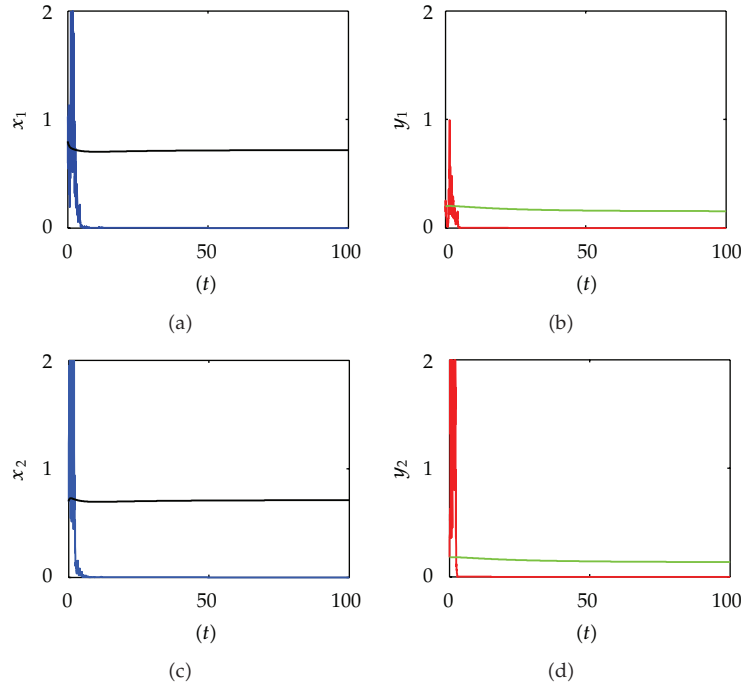 2 2
x₁ 1 y₁ 1
0 0
0 50 100 0 50 100
(t) (t)
(a) (b)
2 2
x₂ 1 y₂ 1
0 0
0 50 100 0 50 100
(t) (t)
(c) (d)